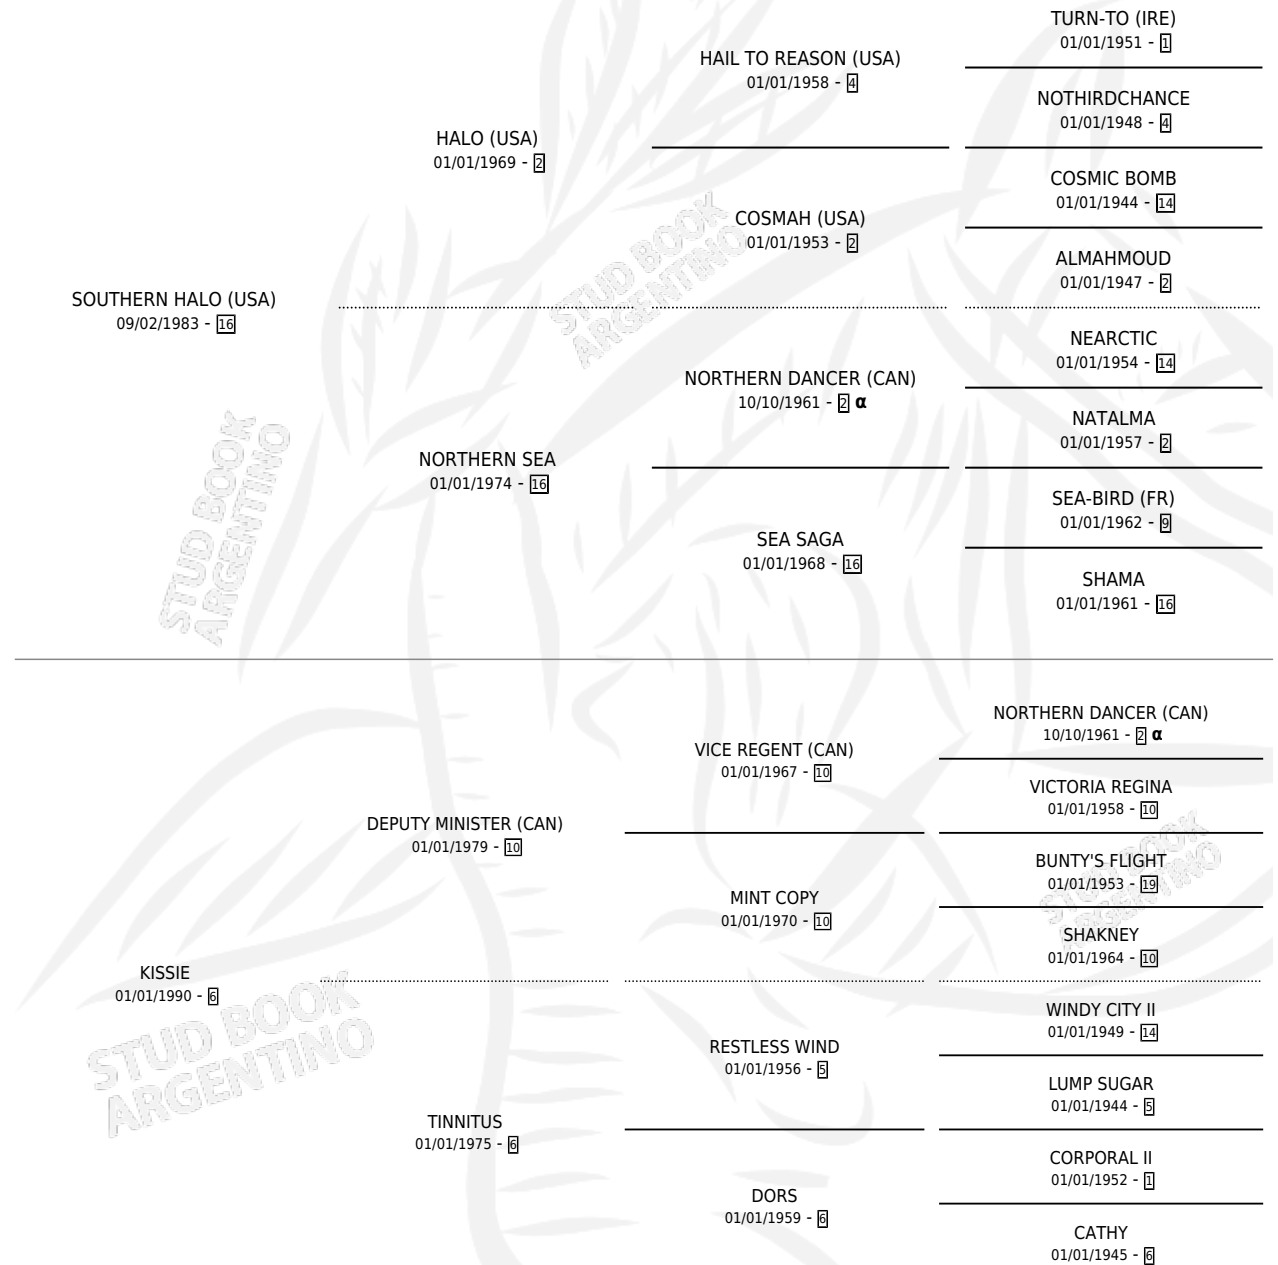 TURN-TO (IRE)
01/01/1951 - 1
HAIL TO REASON (USA)
01/01/1958 - 4
NOTHIRDCHANCE
01/01/1948 - 4
HALO (USA)
01/01/1969 - 2
COSMIC BOMB
01/01/1944 - 14
COSMAH (USA)
01/01/1953 - 2
ALMAHMOUD
01/01/1947 - 2
SOUTHERN HALO (USA)
09/02/1983 - 16
NEARCTIC
01/01/1954 - 14
NORTHERN DANCER (CAN)
10/10/1961 - 2 α
NATALMA
01/01/1957 - 2
NORTHERN SEA
01/01/1974 - 16
SEA-BIRD (FR)
01/01/1962 - 9
SEA SAGA
01/01/1968 - 16
SHAMA
01/01/1961 - 16
NORTHERN DANCER (CAN)
10/10/1961 - 2 α
VICE REGENT (CAN)
01/01/1967 - 10
VICTORIA REGINA
01/01/1958 - 10
DEPUTY MINISTER (CAN)
01/01/1979 - 10
BUNTY'S FLIGHT
01/01/1953 - 19
MINT COPY
01/01/1970 - 10
SHAKNEY
01/01/1964 - 10
KISSIE
01/01/1990 - 6
WINDY CITY II
01/01/1949 - 14
RESTLESS WIND
01/01/1956 - 5
LUMP SUGAR
01/01/1944 - 5
TINNITUS
01/01/1975 - 6
CORPORAL II
01/01/1952 - 1
DORS
01/01/1959 - 6
CATHY
01/01/1945 - 6
STUD BOOK
ARGENTINO
STUD BOOK
ARGENTINO
STUD BOOK
ARGENTINO
STUD BOOK
ARGENTINO